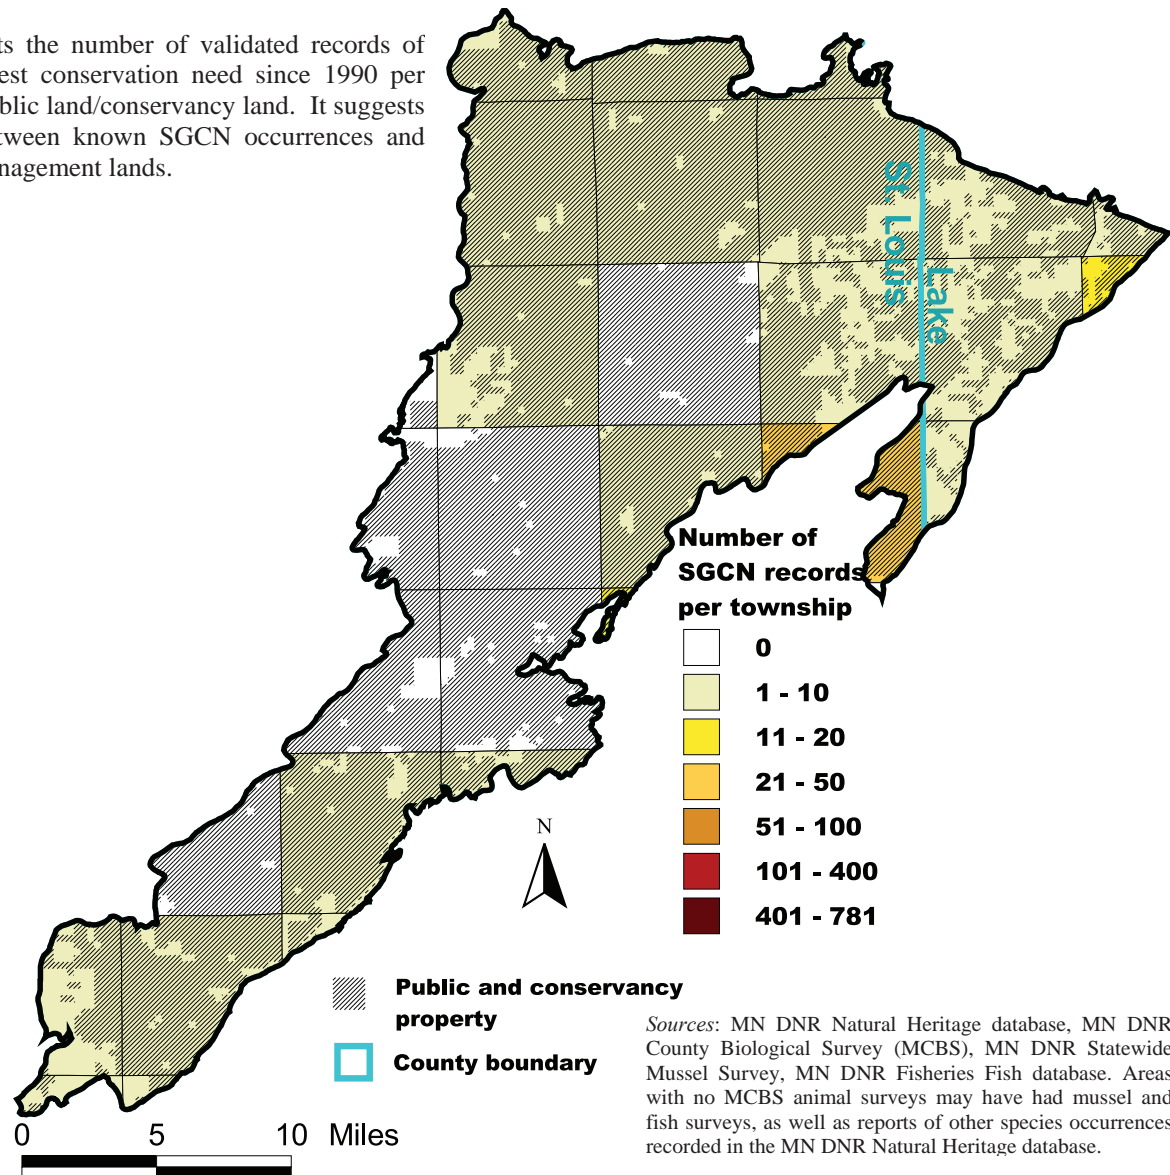 the number of validated records of
conservation need since 1990 per
land/conservancy land. It suggests
known SGCN occurrences and
lands.
St. Louis
Lake
Number of
SGCN records
per township
0
1 - 10
11 - 20
21 - 50
51 - 100
101 - 400
401 - 781
N
Public and conservancy
property
County boundary
0 5 10 Miles
Sources: MN DNR Natural Heritage database, MN DNR
County Biological Survey (MCBS), MN DNR Statewide
Mussel Survey, MN DNR Fisheries Fish database. Areas
with no MCBS animal surveys may have had mussel and
fish surveys, as well as reports of other species occurrences
recorded in the MN DNR Natural Heritage database.